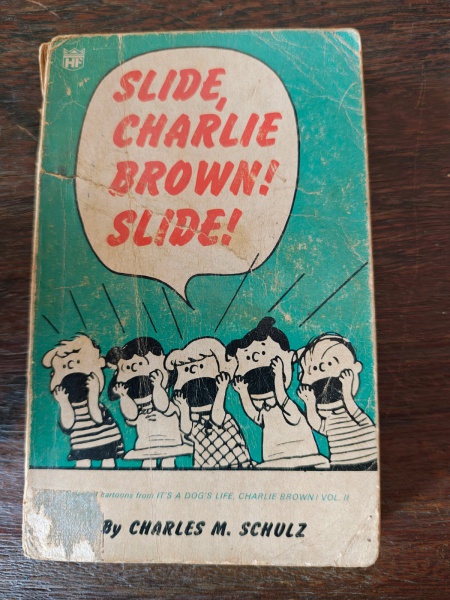 HF
SLIDE,
CHARLIE
BROWN!
SLIDE!
cartoons from IT'S A DOG'S LIFE, CHARLIE BROWN! VOL. II
By CHARLES M. SCHULZ